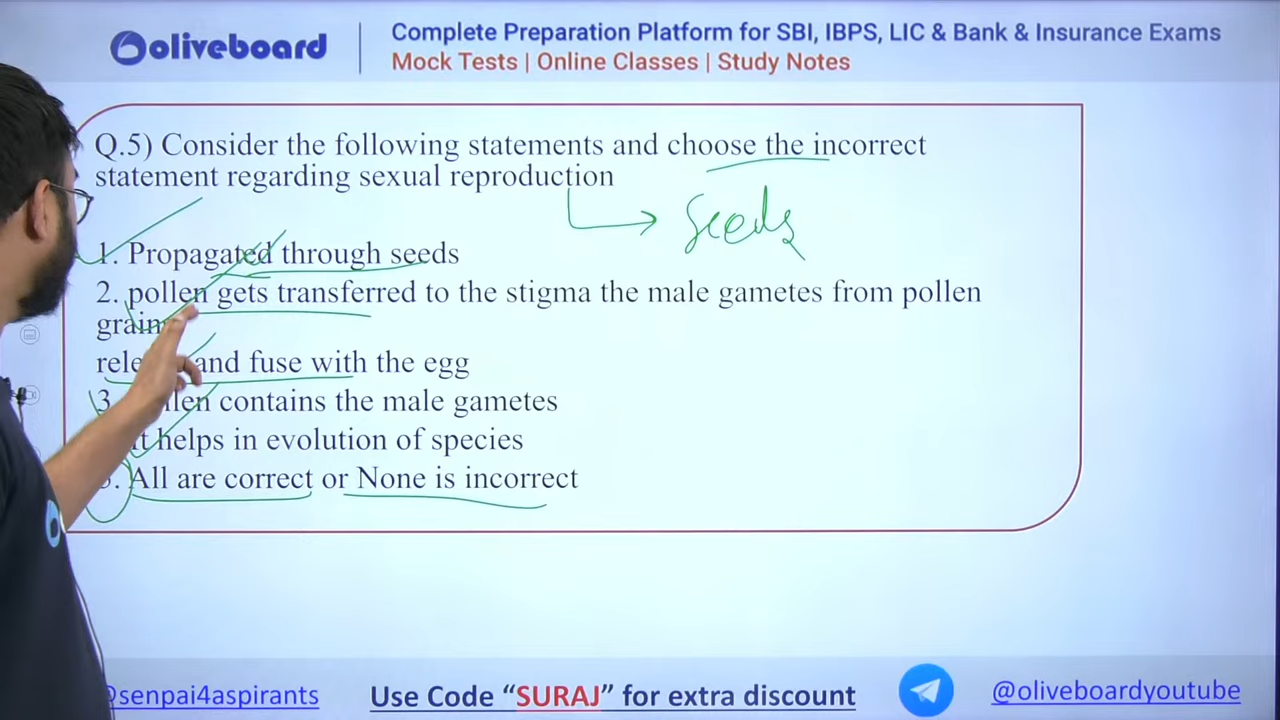 oliveboard
Complete Preparation Platform for SBI, IBPS, LIC & Bank & Insurance Exams
Mock Tests | Online Classes | Study Notes
Q.5) Consider the following statements and choose the incorrect
statement regarding sexual reproduction
Seeds
1. Propagated through seeds
2. pollen gets transferred to the stigma the male gametes from pollen
grain
and fuse with the egg
3. contains the male gametes
helps in evolution of species
All are correct or None is incorrect
@senpai4aspirants
Use Code “SURAJ” for extra discount
@oliveboardyoutube